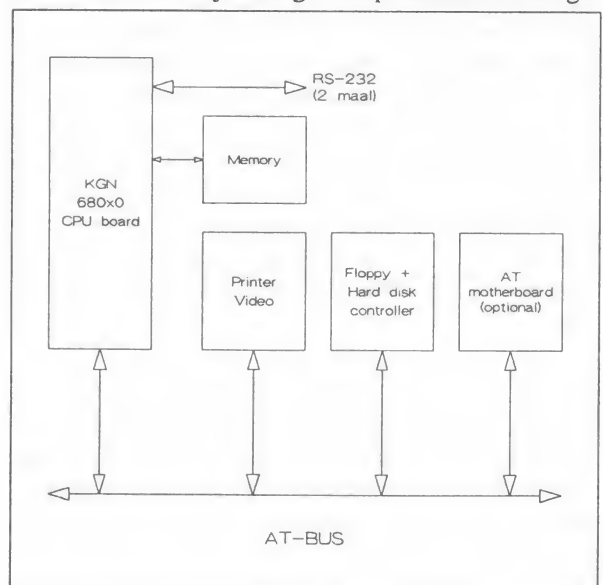 RS-232
(2 maal)
KGN
680x0
CPU board
Memory
Printer
Video
Floppy +
Hard disk
controller
AT
motherboard
(optional)
AT-BUS